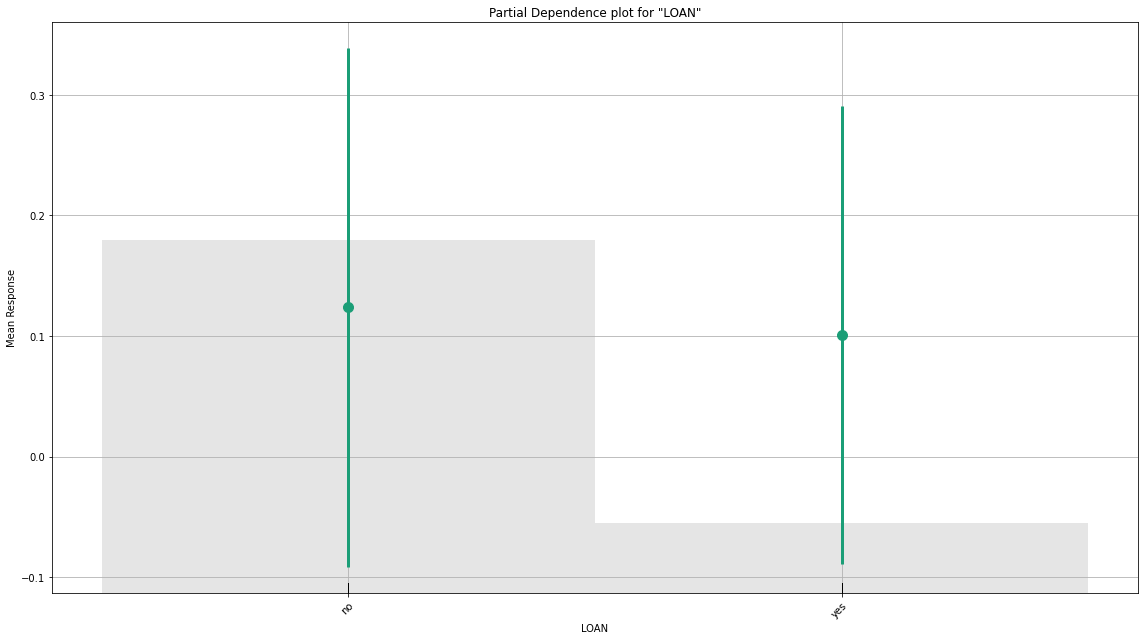 Partial Dependence plot for "LOAN"
0.3
0.2
0.1
0.0
−0.1
Mean Response
no
yes
LOAN